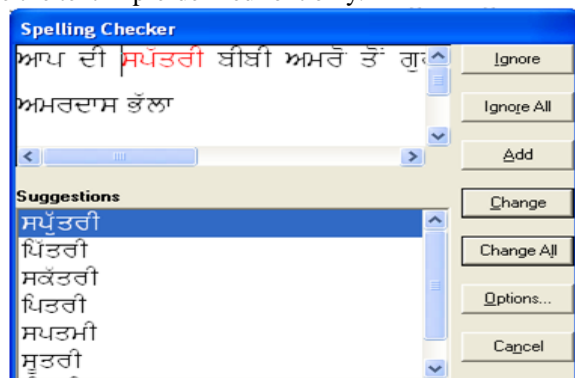 Spelling Checker
ਆਪ ਦੀ ਸਪੱਤਰੀ ਬੀਬੀ ਅਮਰੋ ਤੋਂ
ਅਮਰਦਾਸ ਭੱਲਾ
Ignore
Ignore All
Add
Suggestions
ਸਪੁੱਤਰੀ
ਪਿੱਤਰੀ
ਸਕੱਤਰੀ
ਪਿਤਰੀ
ਸਪਤਮੀ
ਸੂਤਰੀ
Change
Change All
Options...
Cancel